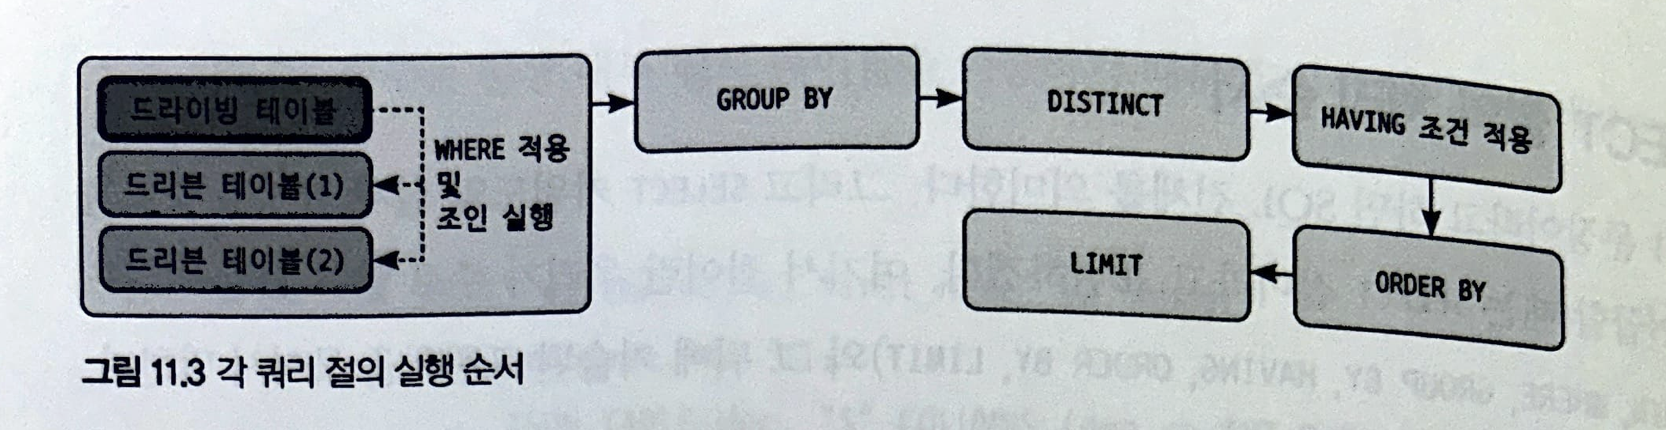 드라이빙 테이블
드리븐 테이블(1)
드리븐 테이블(2)
WHERE 적용
및
조인 실행
GROUP BY
DISTINCT
HAVING 조건 적용
ORDER BY
LIMIT
그림 11.3 각 쿼리 절의 실행 순서